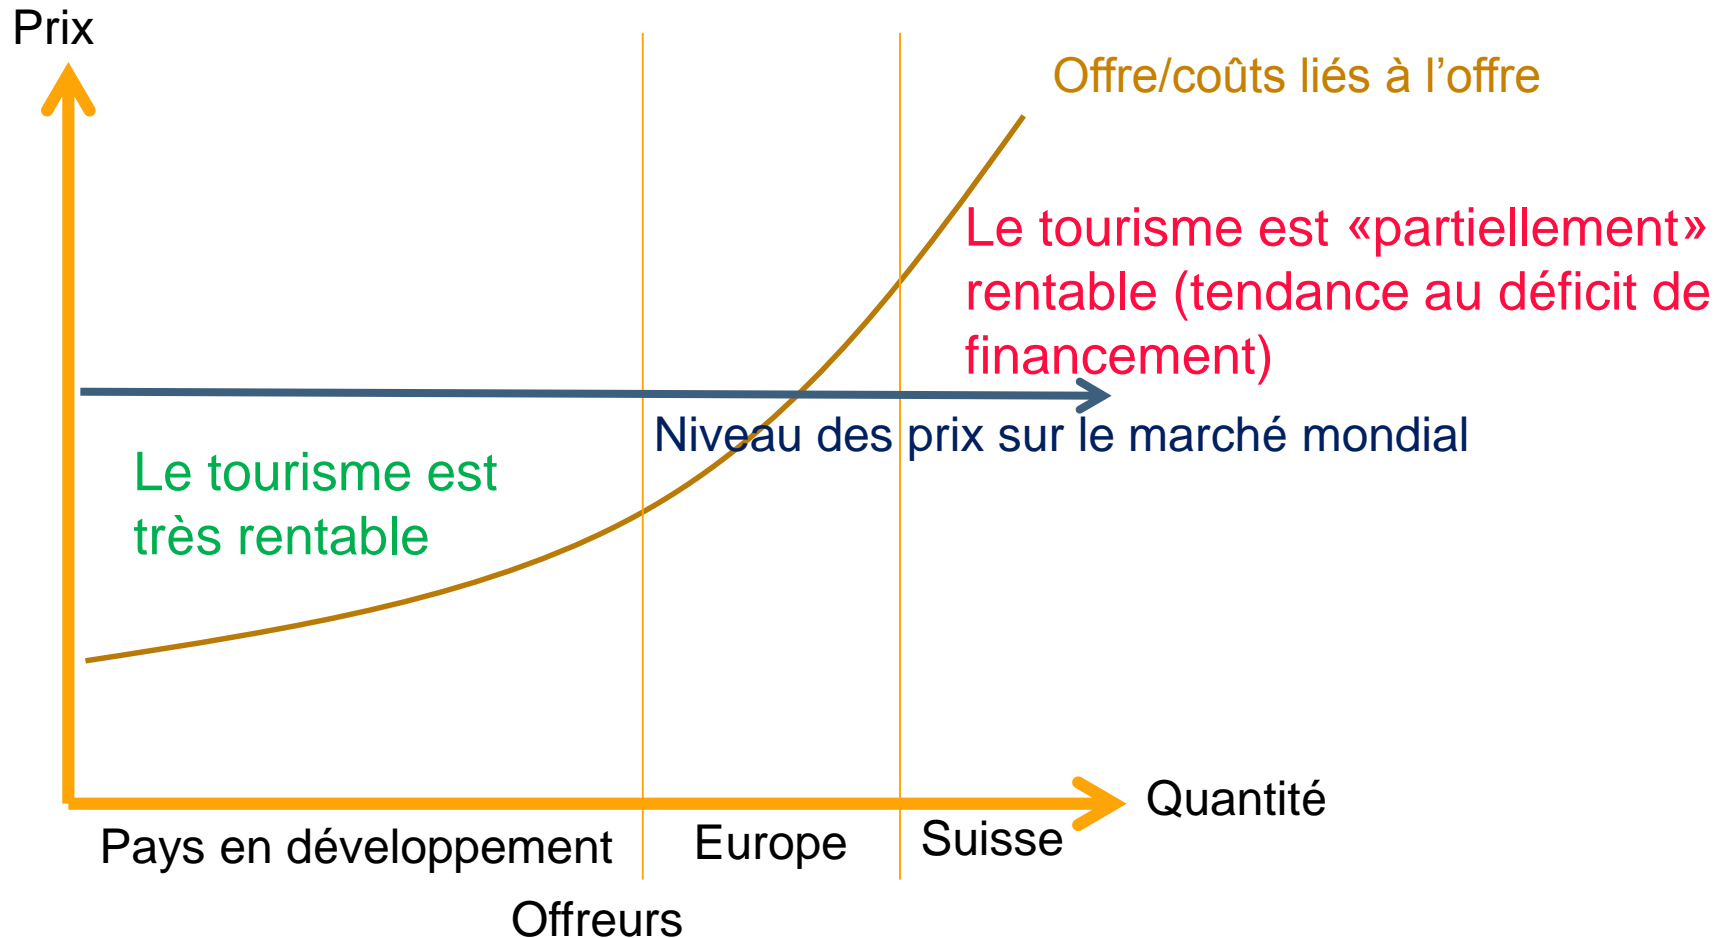 Prix
Offre/coûts liés à l’offre
Le tourisme est «partiellement»
rentable (tendance au déficit de
financement)
Niveau des prix sur le marché mondial
Le tourisme est
très rentable
Quantité
Pays en développement
Europe
Suisse
Offreurs